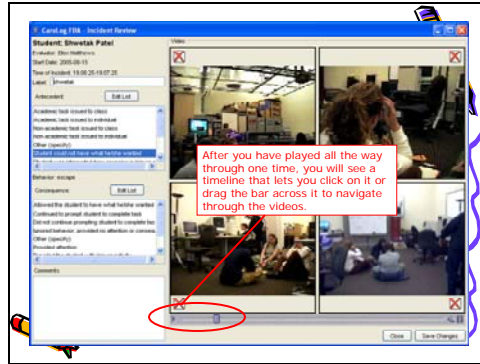 CareLog FBA - Incident Review
Student: Shwetak Patel
Video
Evaluator: Ellen Matthews
Start Date: 2005-08-15
Time of Incident: 19:06:25-19:07:25
Label: Shwetak
Antecedent: Edit List
Academic task issued to class
Academic task issued to individual
Non-academic task issued to class
Non-academic task issued to individual
Other (specify)
Student could not have what he/she wanted
Behavior: escape
Consequence: Edit List
Allowed the student to have what he/she wanted
Continued to prompt student to complete task
Did not continue prompting student to complete tas
Ignored behavior, provided no attention or conseq
Other (specify)
Provided attention
Comments:
After you have played all the way
through one time, you will see a
timeline that lets you click on it or
drag the bar across it to navigate
through the videos.
Close Save Changes